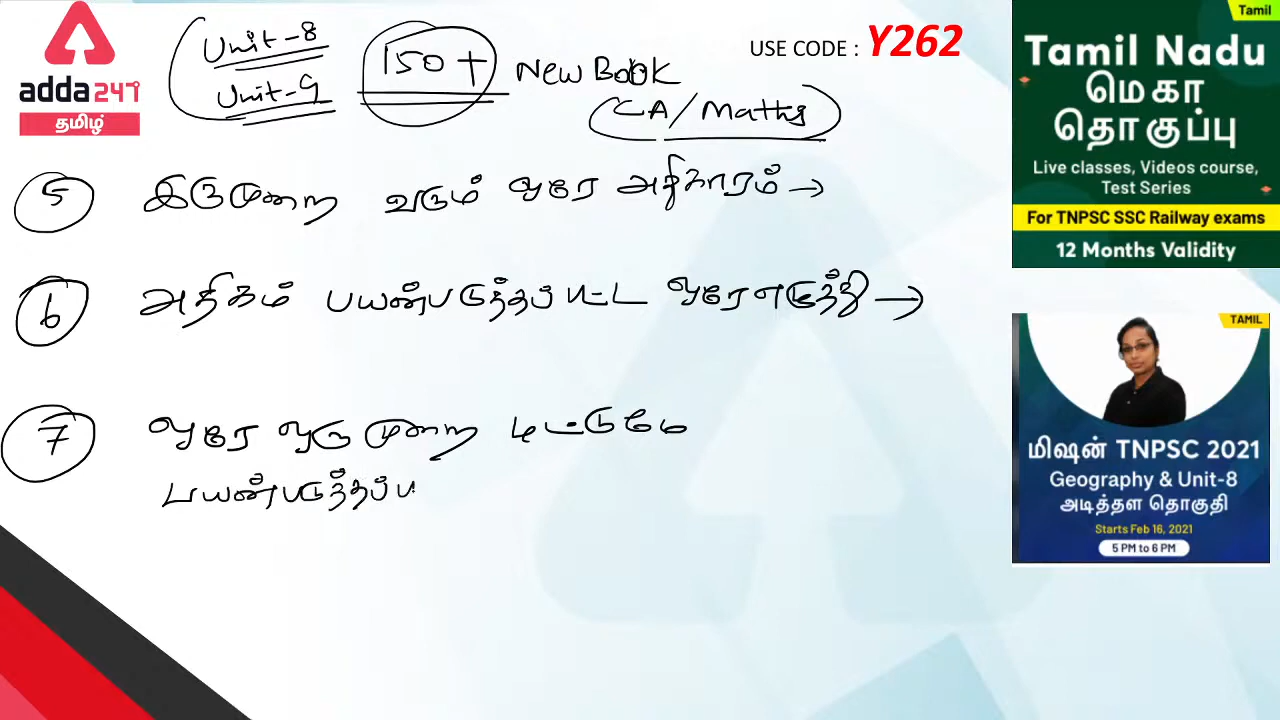 adda247
தமிழ்
Unit-8
Unit-9
150+
New Book
CA/Maths
USE CODE : Y262
5 இருமுறை வரும் ஒரே அதிகாரம் →
6 அதிகம் பயன்படுத்தப்பட்ட ஒரேஎழுத்து →
7 ஒரே ஒரு முறை மட்டுமே
பயன்படுத்தப்ப
Tamil
Tamil Nadu
மெகா
தொகுப்பு
Live classes, Videos course,
Test Series
For TNPSC SSC Railway exams
12 Months Validity
TAMIL
மிஷன் TNPSC 2021
Geography & Unit-8
அடித்தள தொகுதி
Starts Feb 16, 2021
5 PM to 6 PM